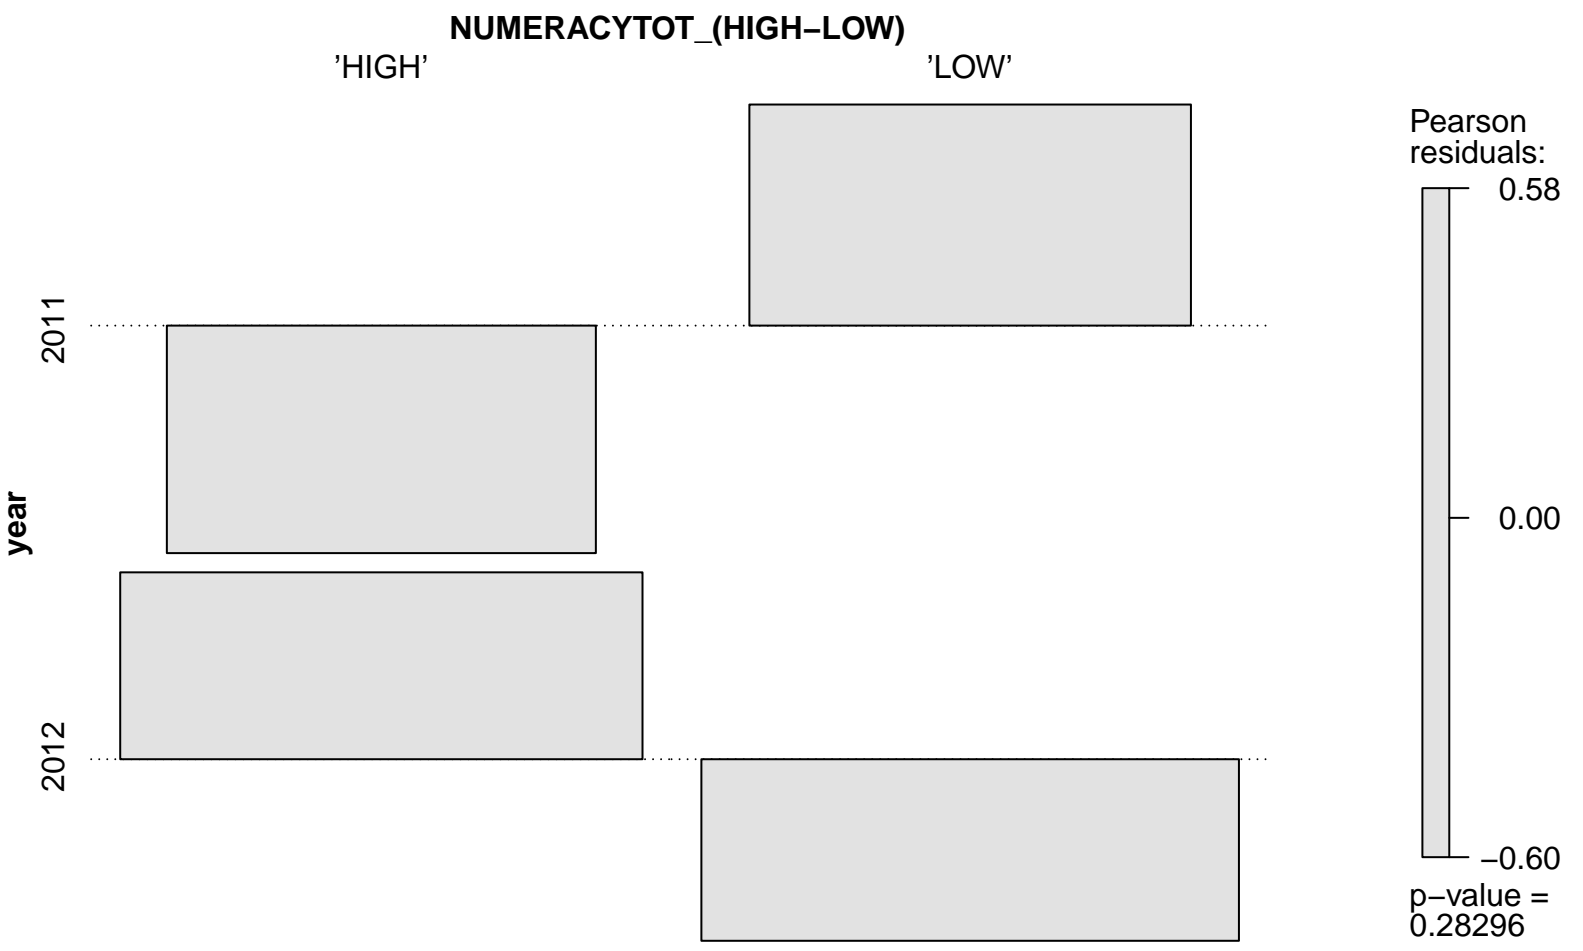 NUMERACYTOT_(HIGH−LOW)
’HIGH’ ’LOW’
year
2011
2012
Pearson
residuals:
0.58
0.00
−0.60
p−value =
0.28296